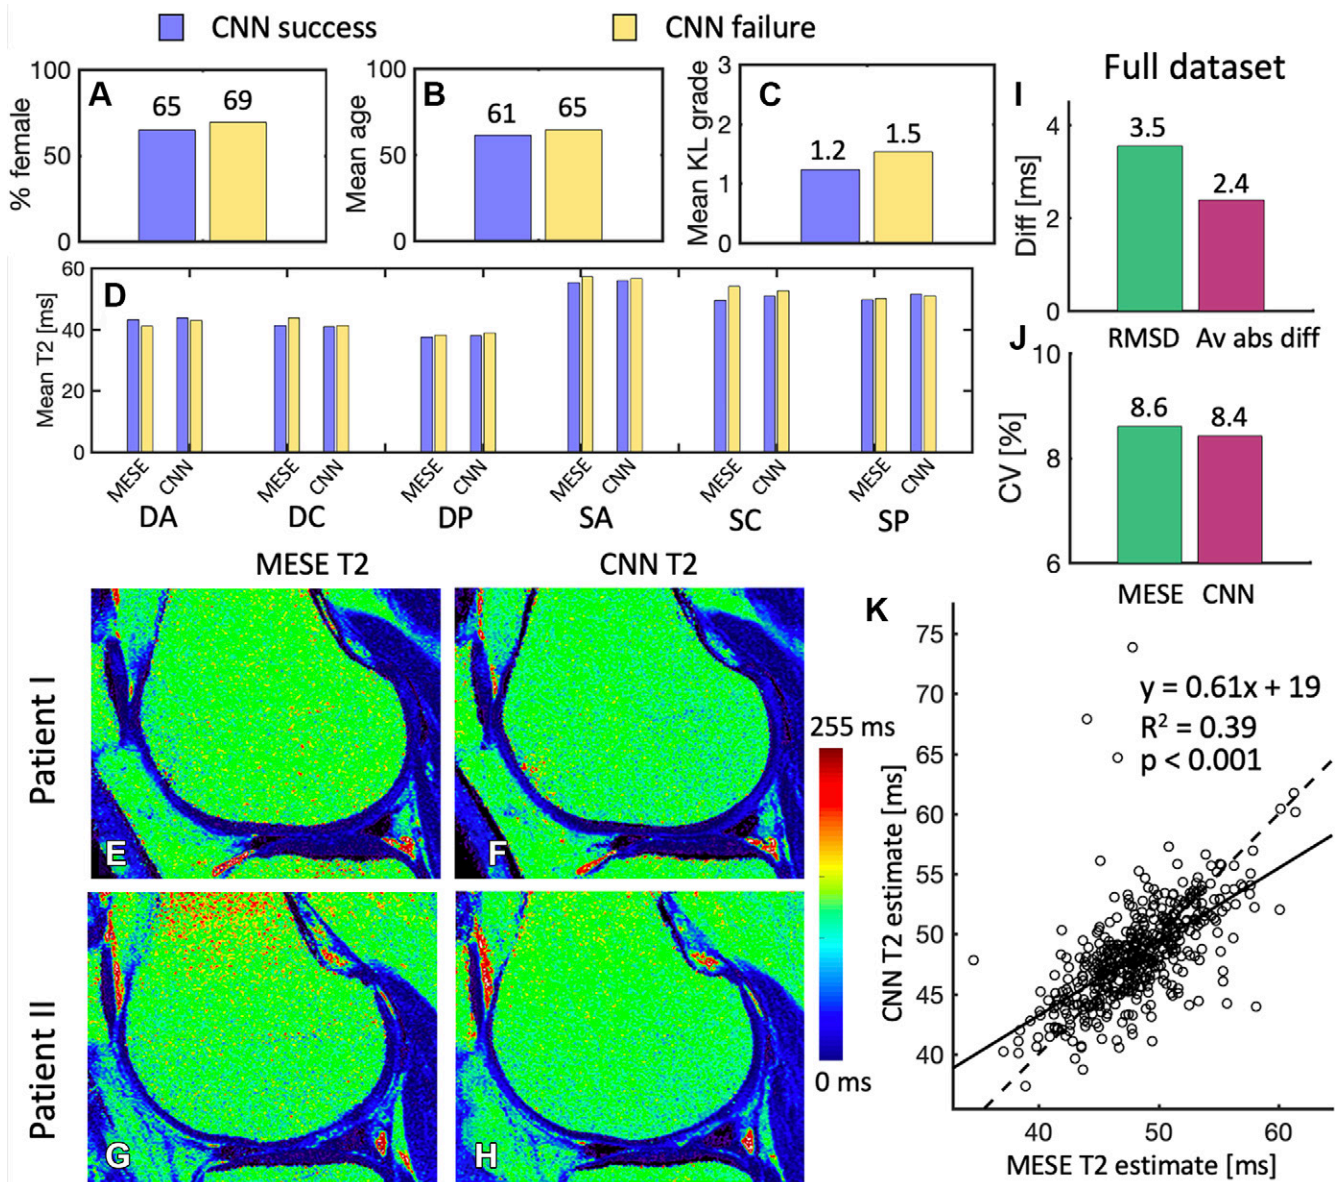 CNN success
CNN failure
A
% female
100
50
0
65
69
B
Mean age
100
50
0
61
65
C
Mean KL grade
3
2
1
0
1.2
1.5
Full dataset
I
Diff [ms]
4
2
0
3.5
2.4
RMSD
Av abs diff
D
Mean T2 [ms]
60
40
20
0
MESE CNN MESE CNN MESE CNN MESE CNN MESE CNN MESE CNN
DA DC DP SA SC SP
J
CV [%]
10
8
6
8.6
8.4
MESE CNN
MESE T2
CNN T2
Patient I
E
F
Patient II
G
H
255 ms
0 ms
K
CNN T2 estimate [ms]
75
70
65
60
55
50
45
40
y = 0.61x + 19
R² = 0.39
p < 0.001
40 50 60
MESE T2 estimate [ms]